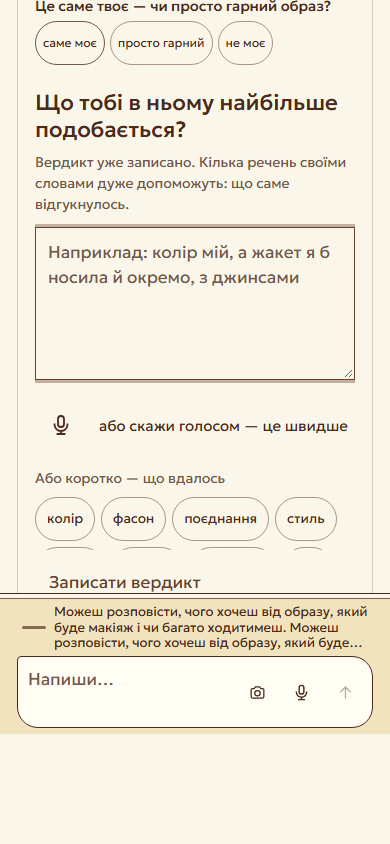 Це саме твоє — чи просто гарний образ?
саме моє просто гарний не моє
Що тобі в ньому найбільше
подобається?
Вердикт уже записано. Кілька речень своїми
словами дуже допоможуть: що саме
відгукнулось.
Наприклад: колір мій, а жакет я б
носила й окремо, з джинсами
або скажи голосом — це швидше
Або коротко — що вдалось
колір фасон поєднання стиль
Записати вердикт
Можеш розповісти, чого хочеш від образу, який
буде макіяж і чи багато ходитимеш. Можеш
розповісти, чого хочеш від образу, який буде…
Напиши…